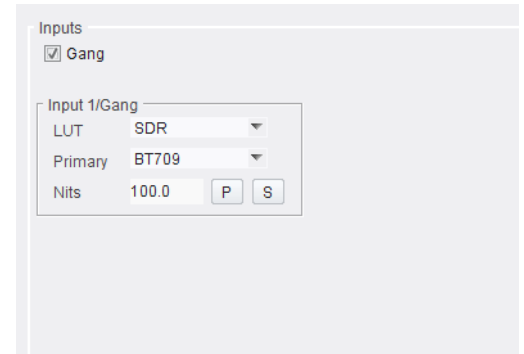 Inputs
Gang
Input 1/Gang
LUT SDR
Primary BT709
Nits 100.0 P S